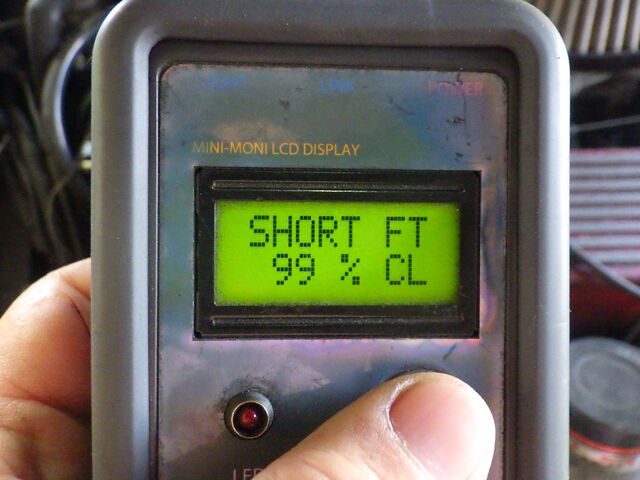 LINK
POWER
MINI-MONI LCD DISPLAY
SHORT FT
99 % CL